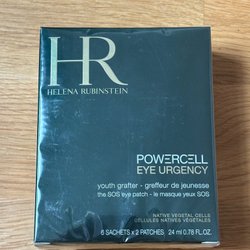 HR
HELENA RUBINSTEIN
POWERCELL
EYE URGENCY
youth grafter - greffeur de jeunesse
the SOS eye patch - le masque yeux SOS
NATIVE VEGETAL CELLS
CELLULES NATIVES VÉGÉTALES
6 SACHETS x 2 PATCHES 24 ml 0.78 FL.OZ.